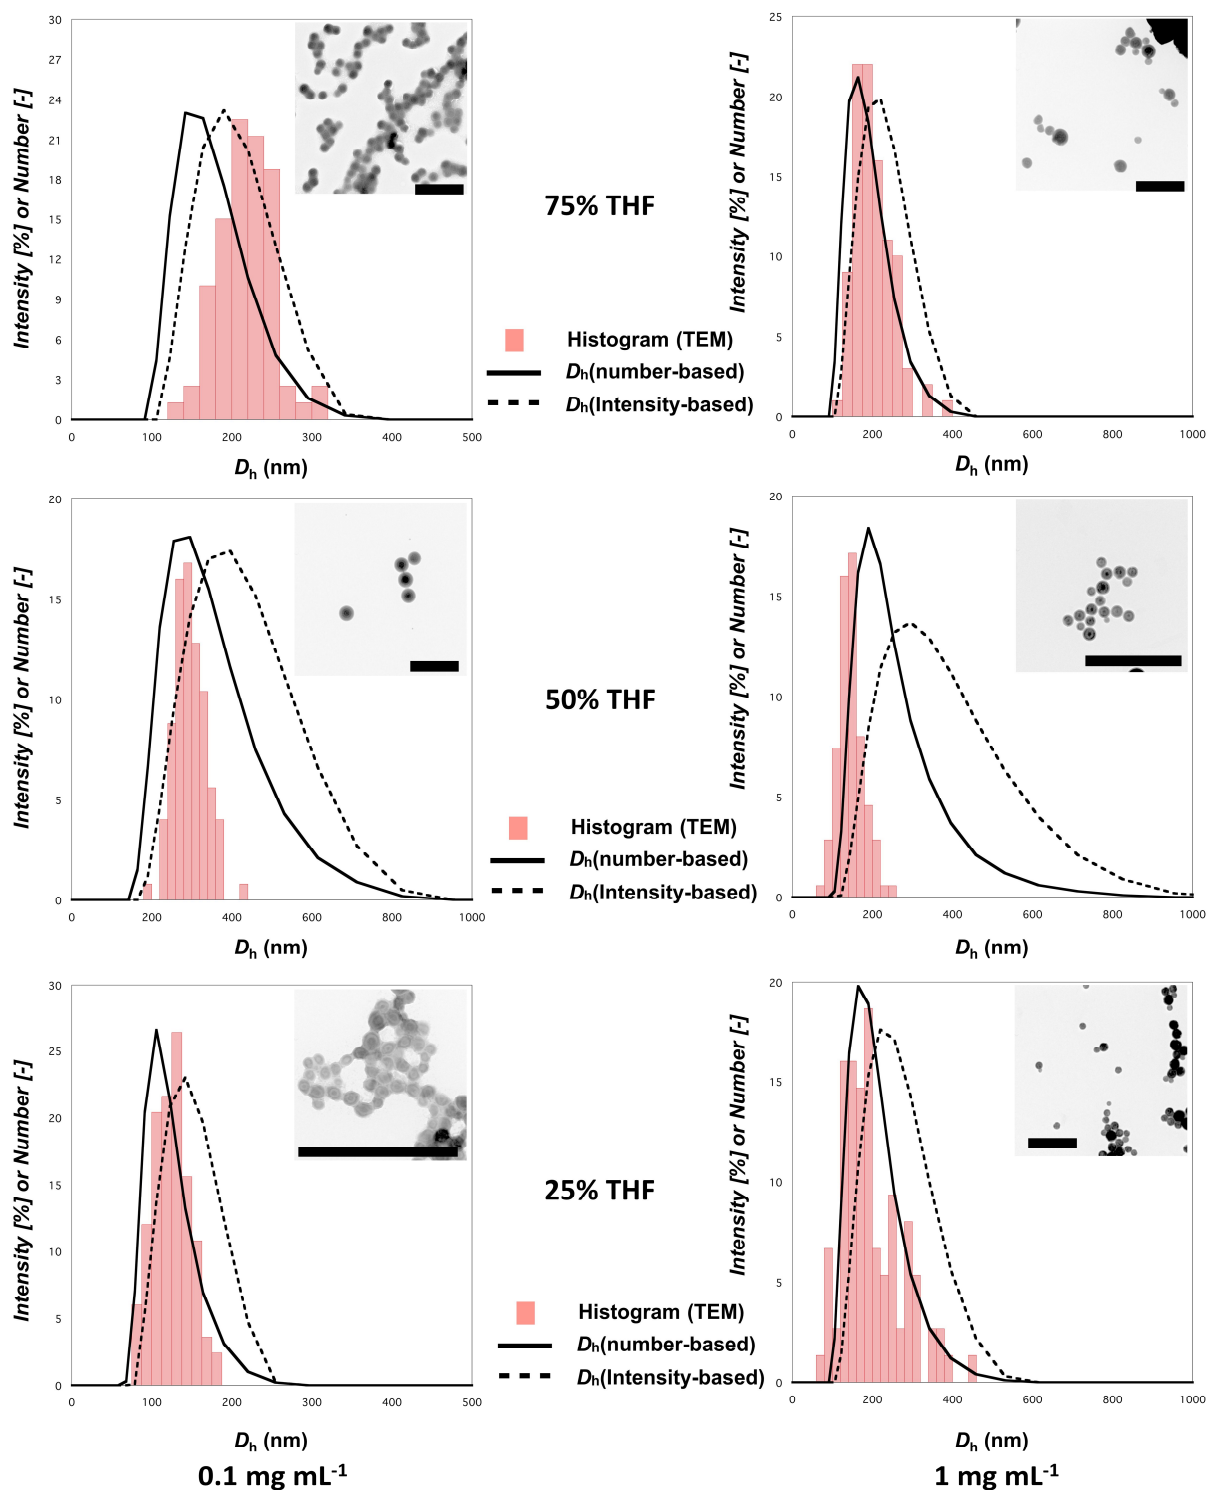 Intensity [%] or Number [-]
30
27
24
21
18
15
12
9
6
3
0
0 100 200 300 400 500
Dh (nm)
75% THF
Histogram (TEM)
Dh(number-based)
Dh(Intensity-based)
Intensity [%] or Number [-]
25
20
15
10
5
0
0 200 400 600 800 1000
Dh (nm)
Intensity [%] or Number [-]
20
15
10
5
0
0 200 400 600 800 1000
Dh (nm)
50% THF
Histogram (TEM)
Dh(number-based)
Dh(Intensity-based)
Intensity [%] or Number [-]
20
15
10
5
0
0 200 400 600 800 1000
Dh (nm)
Intensity [%] or Number [-]
30
25
20
15
10
5
0
0 100 200 300 400 500
Dh (nm)
25% THF
Histogram (TEM)
Dh(number-based)
Dh(Intensity-based)
Intensity [%] or Number [-]
20
15
10
5
0
0 200 400 600 800 1000
Dh (nm)
0.1 mg mL-1
1 mg mL-1